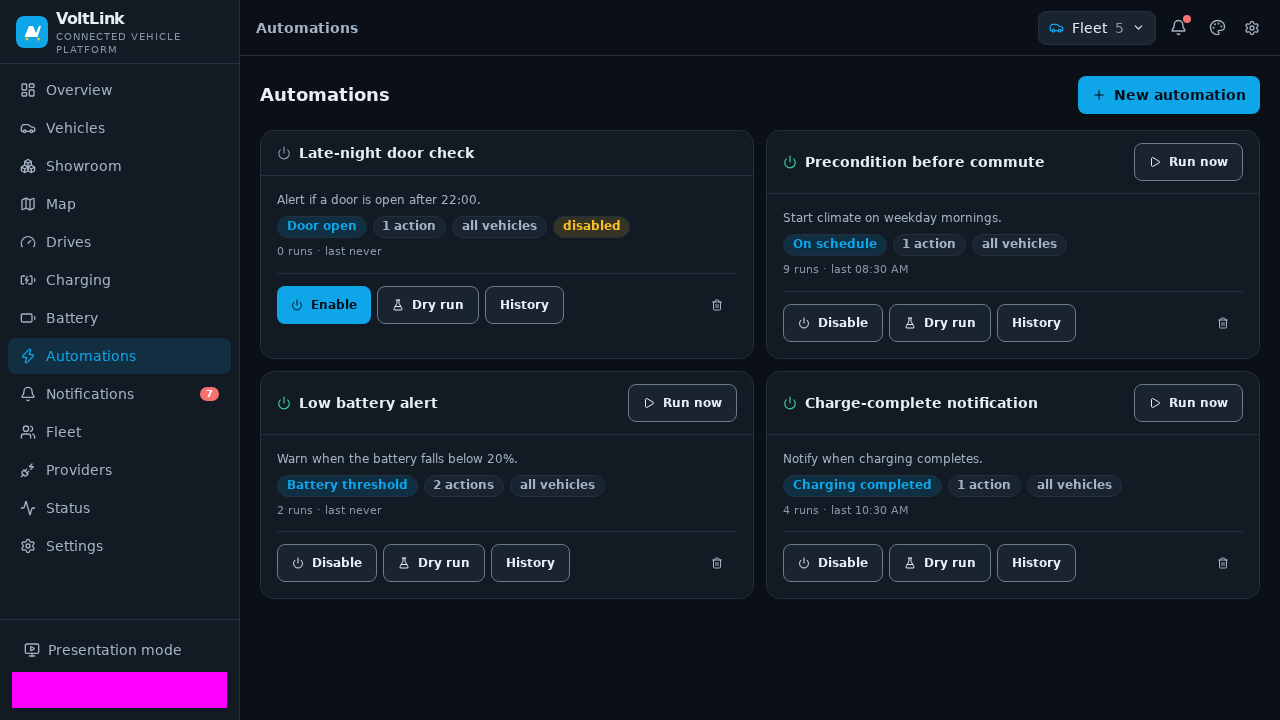 VoltLink
CONNECTED VEHICLE
PLATFORM
Overview
Vehicles
Showroom
Map
Drives
Charging
Battery
Automations
Notifications 7
Fleet
Providers
Status
Settings
Presentation mode
Automations
Fleet 5
Automations
New automation
Late-night door check
Alert if a door is open after 22:00.
Door open 1 action all vehicles disabled
0 runs · last never
Enable Dry run History
Precondition before commute Run now
Start climate on weekday mornings.
On schedule 1 action all vehicles
9 runs · last 08:30 AM
Disable Dry run History
Low battery alert Run now
Warn when the battery falls below 20%.
Battery threshold 2 actions all vehicles
2 runs · last never
Disable Dry run History
Charge-complete notification Run now
Notify when charging completes.
Charging completed 1 action all vehicles
4 runs · last 10:30 AM
Disable Dry run History